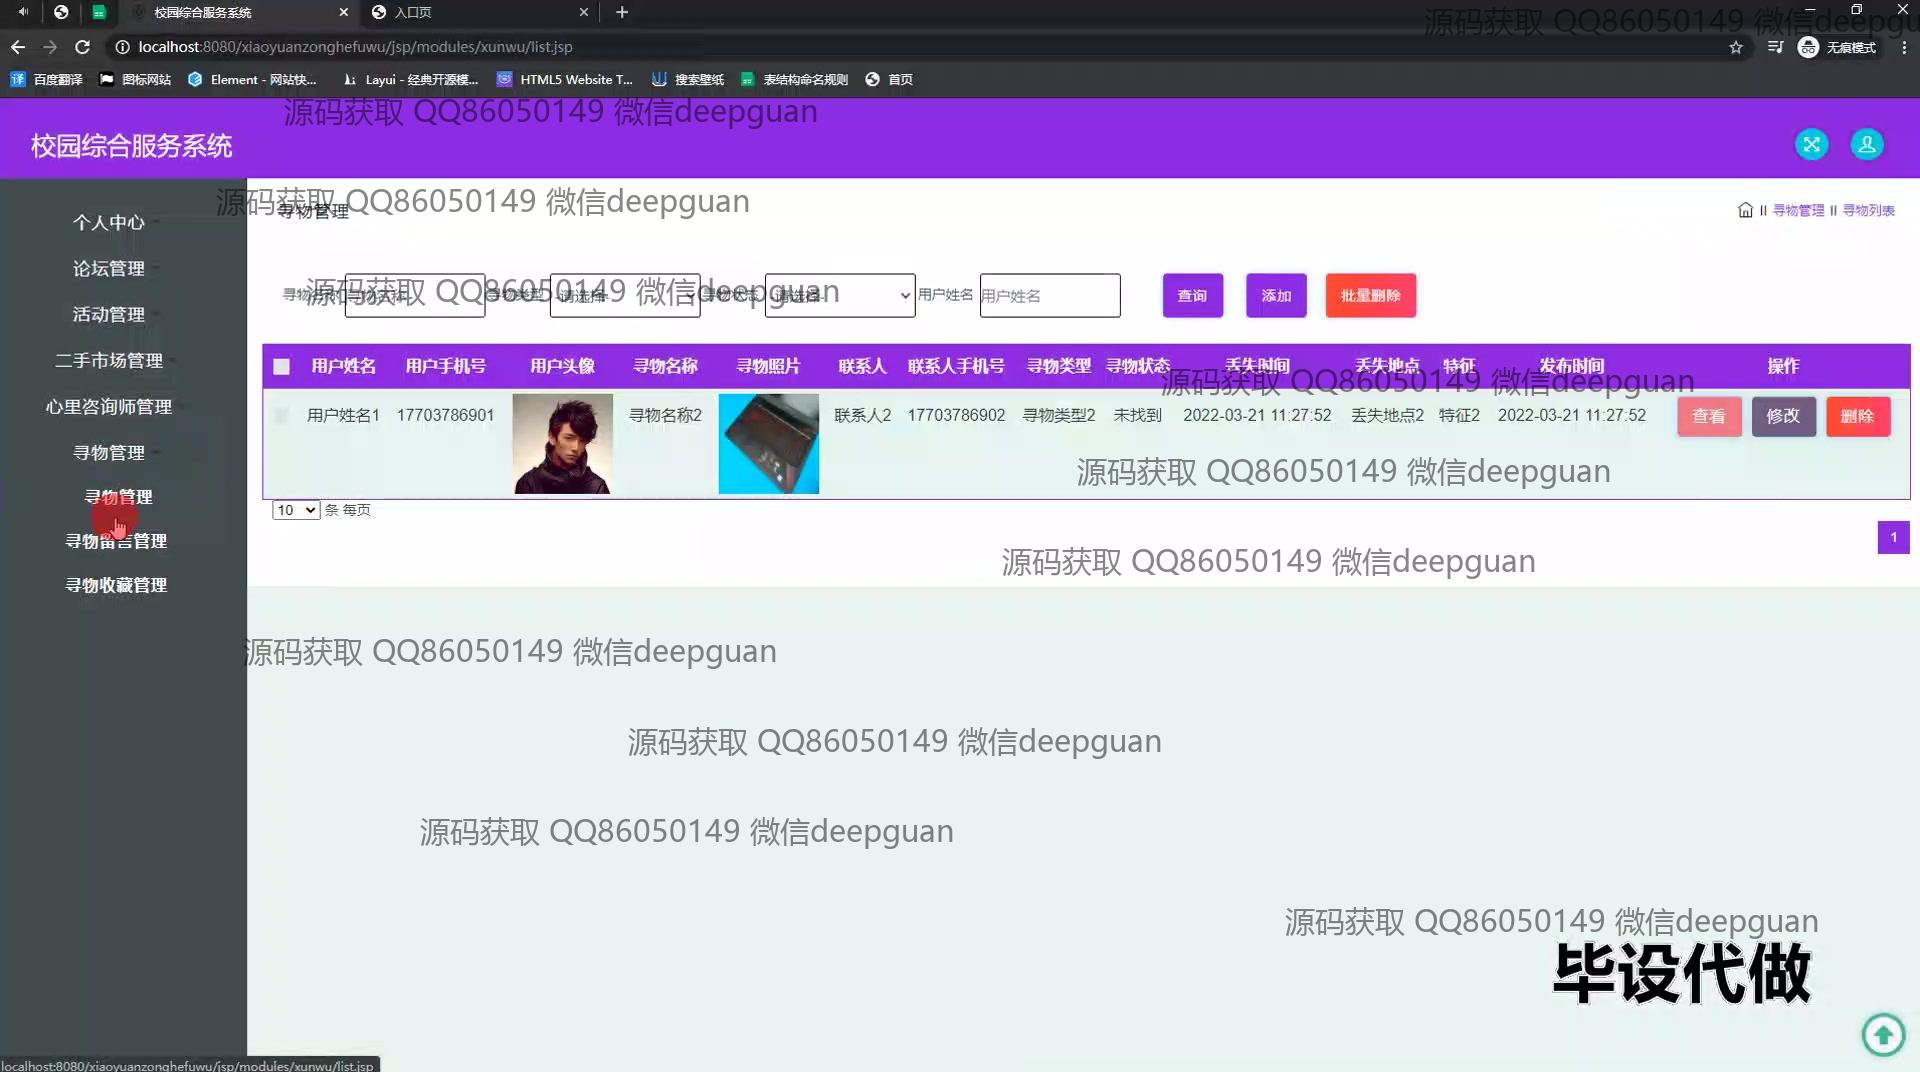 校园综合服务系统
入口页
源码获取 QQ86050149 微信deepgu
localhost:8080/xiaoyuanzonghefuwu/jsp/modules/xunwu/list.jsp
无痕模式
百度翻译 图标网站 Element - 网站快... Layui - 经典开源模... HTML5 Website T... 搜索壁纸 表结构命名规则 首页
源码获取 QQ86050149 微信deepguan
校园综合服务系统
源码获取 QQ86050149 微信deepguan
个人中心
论坛管理
活动管理
二手市场管理
心里咨询师管理
寻物管理
寻物管理
寻物留言管理
寻物收藏管理
寻物管理
寻物管理 II 寻物列表
源码获取 QQ86050149 微信deepguan
寻物名称 寻物名称 寻物类型 -请选择- 寻物状态 -请选择- 用户姓名 用户姓名 查询 添加 批量删除
用户姓名 用户手机号 用户头像 寻物名称 寻物照片 联系人 联系人手机号 寻物类型 寻物状态 丢失时间 丢失地点 特征 发布时间 操作
源码获取 QQ86050149 微信deepguan
用户姓名1 17703786901 寻物名称2 联系人2 17703786902 寻物类型2 未找到 2022-03-21 11:27:52 丢失地点2 特征2 2022-03-21 11:27:52 查看 修改 删除
源码获取 QQ86050149 微信deepguan
10 条 每页
1
源码获取 QQ86050149 微信deepguan
源码获取 QQ86050149 微信deepguan
源码获取 QQ86050149 微信deepguan
源码获取 QQ86050149 微信deepguan
源码获取 QQ86050149 微信deepguan
毕设代做
localhost:8080/xiaoyuanzonghefuwu/jsp/modules/xunwu/list.jsp